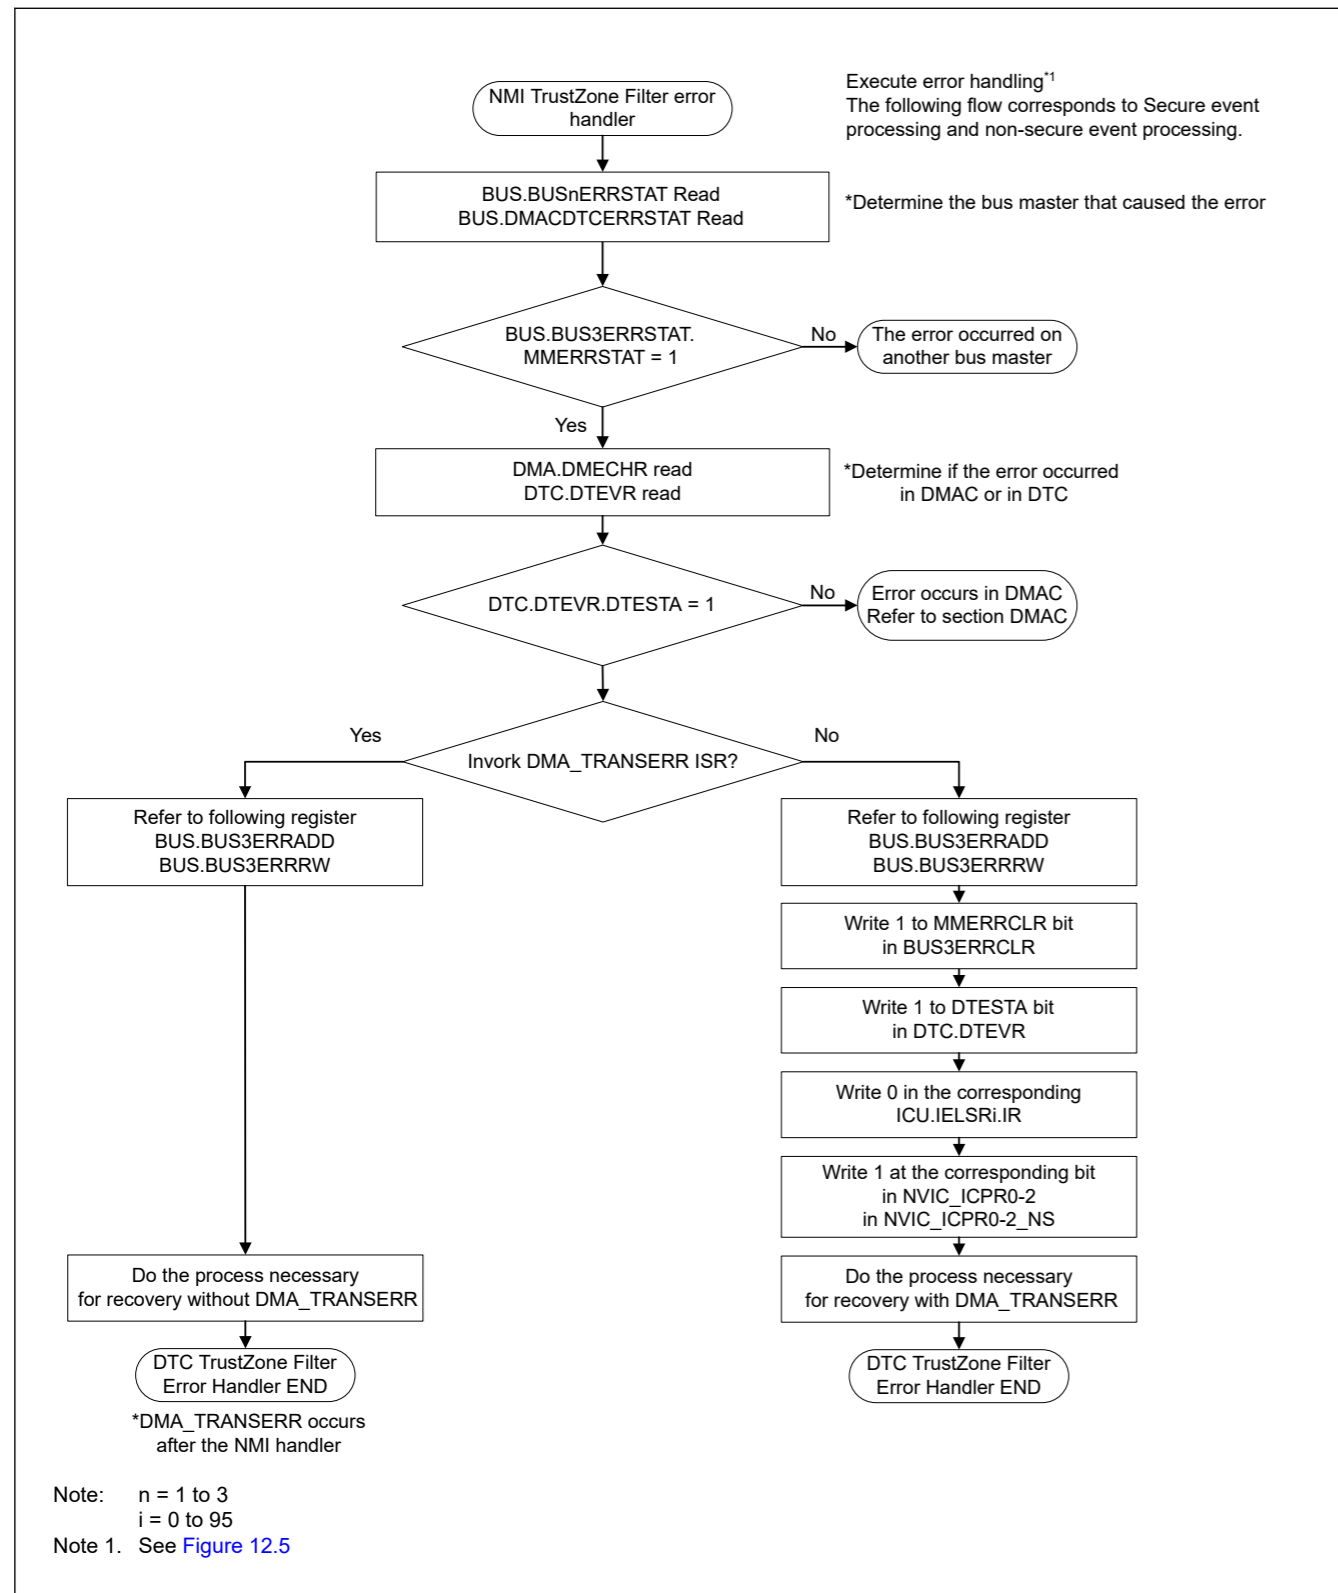 NMI TrustZone Filter error
handler
Execute error handling*1
The following flow corresponds to Secure event
processing and non-secure event processing.
BUS.BUSnERRSTAT Read
BUS.DMACDTCERRSTAT Read
*Determine the bus master that caused the error
BUS.BUS3ERRSTAT.
MMERRSTAT = 1
No
The error occurred on
another bus master
Yes
DMA.DMECHR read
DTC.DTEVR read
*Determine if the error occurred
in DMAC or in DTC
DTC.DTEVR.DTESTA = 1
No
Error occurs in DMAC
Refer to section DMAC
Yes
Invork DMA_TRANSERR ISR?
No
Refer to following register
BUS.BUS3ERRADD
BUS.BUS3ERRRW
Refer to following register
BUS.BUS3ERRADD
BUS.BUS3ERRRW
Write 1 to MMERRCLR bit
in BUS3ERRCLR
Write 1 to DTESTA bit
in DTC.DTEVR
Write 0 in the corresponding
ICU.IELSRi.IR
Write 1 at the corresponding bit
in NVIC_ICPR0-2
in NVIC_ICPR0-2_NS
Do the process necessary
for recovery without DMA_TRANSERR
Do the process necessary
for recovery with DMA_TRANSERR
DTC TrustZone Filter
Error Handler END
DTC TrustZone Filter
Error Handler END
*DMA_TRANSERR occurs
after the NMI handler
Note: n = 1 to 3
i = 0 to 95
Note 1. See Figure 12.5